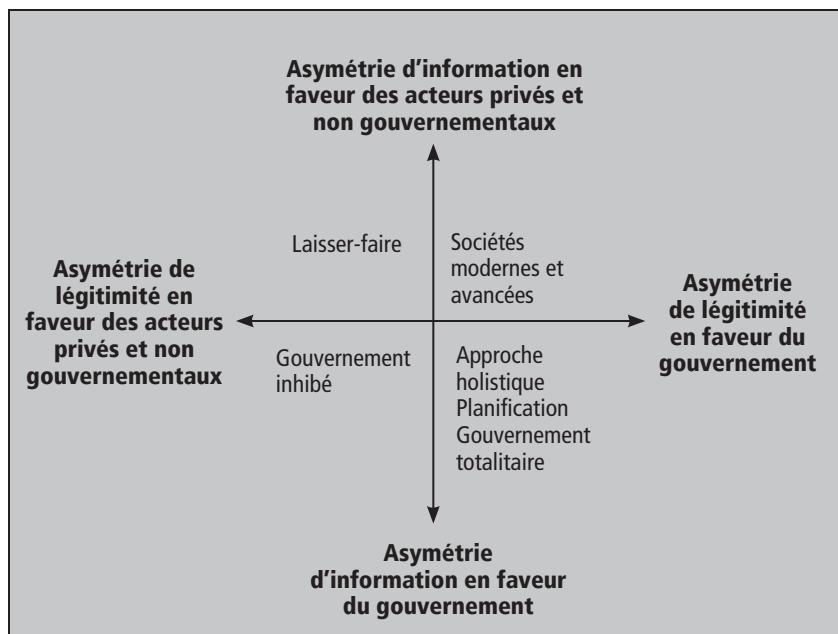 Asymétrie d'information en
faveur des acteurs privés et
non gouvernementaux
Laisser-faire
Sociétés
modernes et
avancées
Asymétrie de
légitimité en
faveur des acteurs
privés et non
gouvernementaux
Asymétrie
de légitimité
en faveur du
gouvernement
Gouvernement
inhibé
Approche
holistique
Planification
Gouvernement
totalitaire
Asymétrie
d'information en faveur
du gouvernement